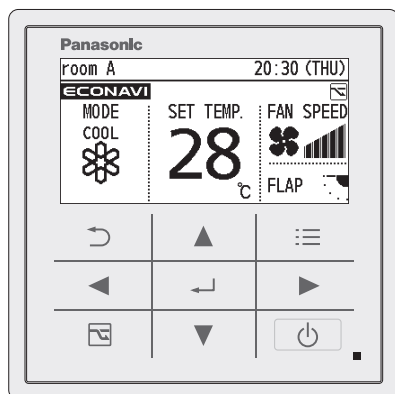 Panasonic
room A 20:30 (THU)
ECONAVI
MODE SET TEMP. FAN SPEED
COOL
28
℃
FLAP